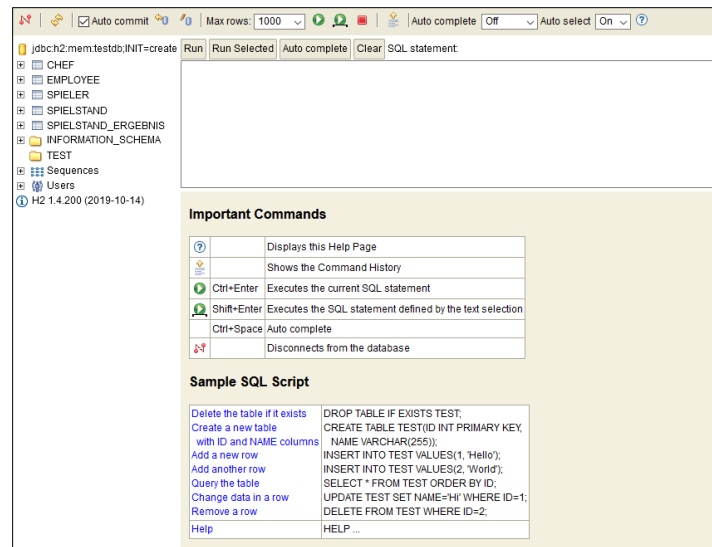 Auto commit Max rows: 1000 Auto complete Off Auto select On
jdbc:h2:mem:testdb;INIT=create
CHEF
EMPLOYEE
SPIELER
SPIELSTAND
SPIELSTAND_ERGEBNIS
INFORMATION_SCHEMA
TEST
Sequences
Users
H2 1.4.200 (2019-10-14)
Run Run Selected Auto complete Clear SQL statement:
Important Commands
Displays this Help Page
Shows the Command History
Ctrl+Enter Executes the current SQL statement
Shift+Enter Executes the SQL statement defined by the text selection
Ctrl+Space Auto complete
Disconnects from the database
Sample SQL Script
Delete the table if it exists DROP TABLE IF EXISTS TEST;
Create a new table CREATE TABLE TEST(ID INT PRIMARY KEY,
with ID and NAME columns NAME VARCHAR(255));
Add a new row INSERT INTO TEST VALUES(1, 'Hello');
Add another row INSERT INTO TEST VALUES(2, 'World');
Query the table SELECT * FROM TEST ORDER BY ID;
Change data in a row UPDATE TEST SET NAME='Hi' WHERE ID=1;
Remove a row DELETE FROM TEST WHERE ID=2;
Help HELP ...